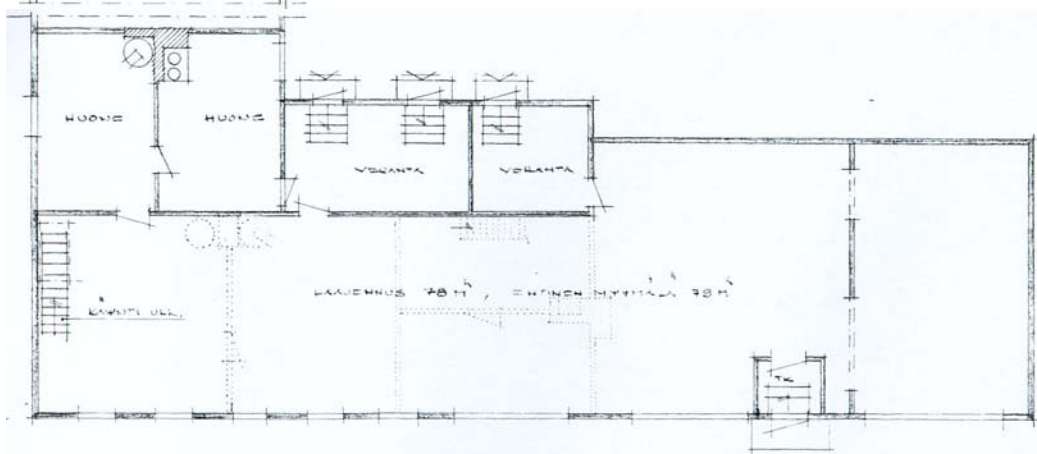 HUONE
HUONE
VERANTA
VERANTA
LAAJENNUS 78 M², ENTINEN MYYMÄLÄ 78 M²
KÄYNTI ULL.
TK